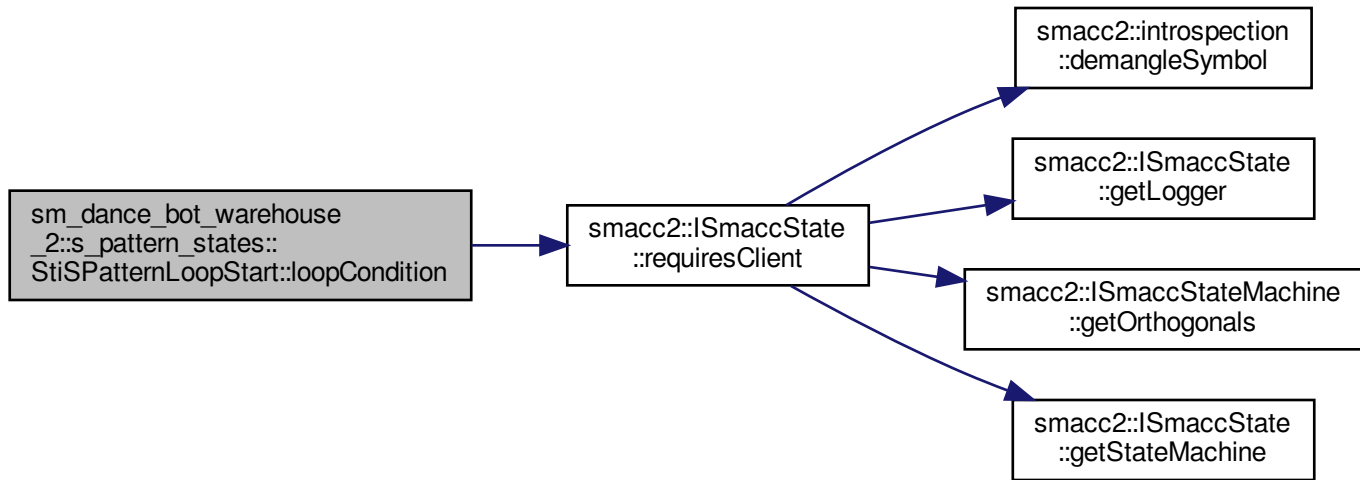 sm_dance_bot_warehouse
_2::s_pattern_states::
StiSPatternLoopStart::loopCondition
smacc2::ISmaccState
::requiresClient
smacc2::introspection
::demangleSymbol
smacc2::ISmaccState
::getLogger
smacc2::ISmaccStateMachine
::getOrthogonals
smacc2::ISmaccState
::getStateMachine